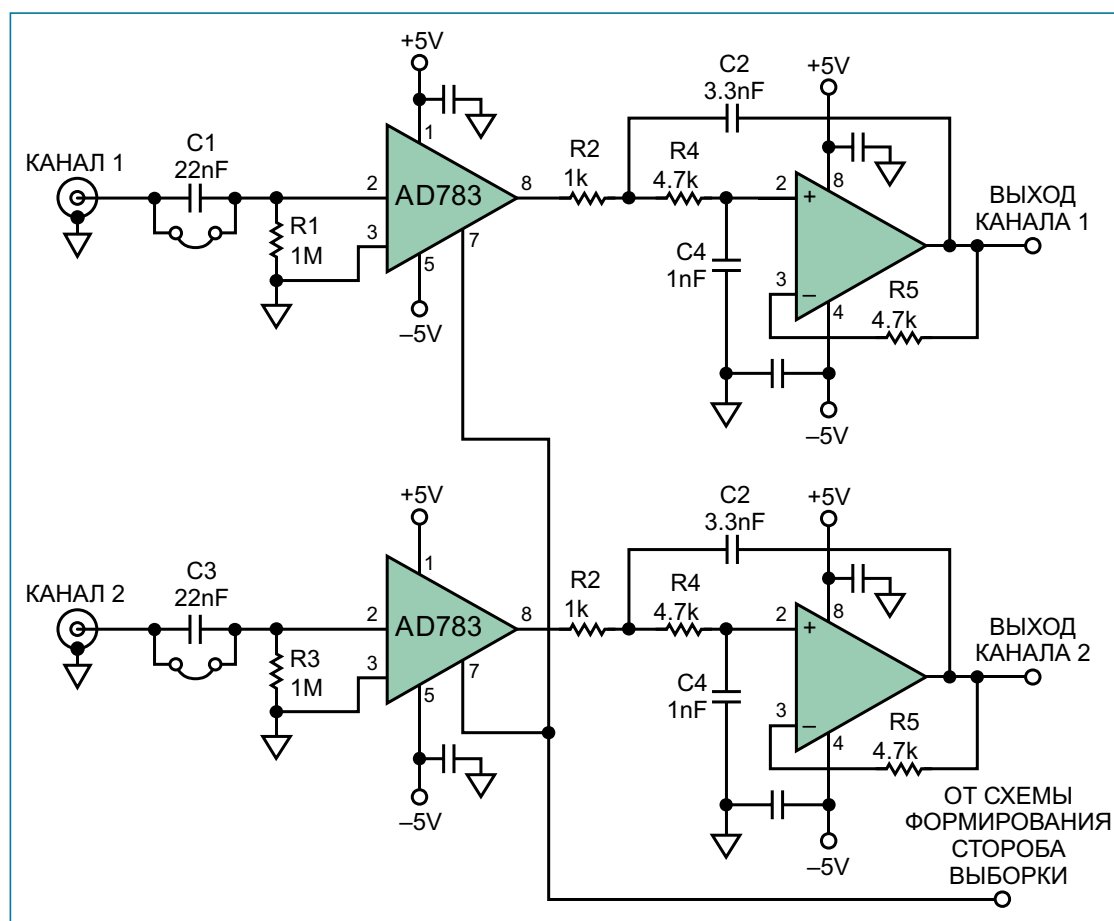 +5V
C2
3.3nF
+5V
1
C1
22nF
КАНАЛ 1
R2
1k
R4
4.7k
2
AD783
8
2
+
8
ВЫХОД
КАНАЛА 1
3
R1
1M
7
5
–5V
C4
1nF
3
–
4
R5
4.7k
–5V
+5V
C2
3.3nF
+5V
1
C3
22nF
КАНАЛ 2
R2
1k
R4
4.7k
2
AD783
8
2
+
8
ВЫХОД
КАНАЛА 2
3
R3
1M
7
5
–5V
C4
1nF
3
–
4
R5
4.7k
–5V
ОТ СХЕМЫ
ФОРМИРОВАНИЯ
СТОРОБА
ВЫБОРКИ